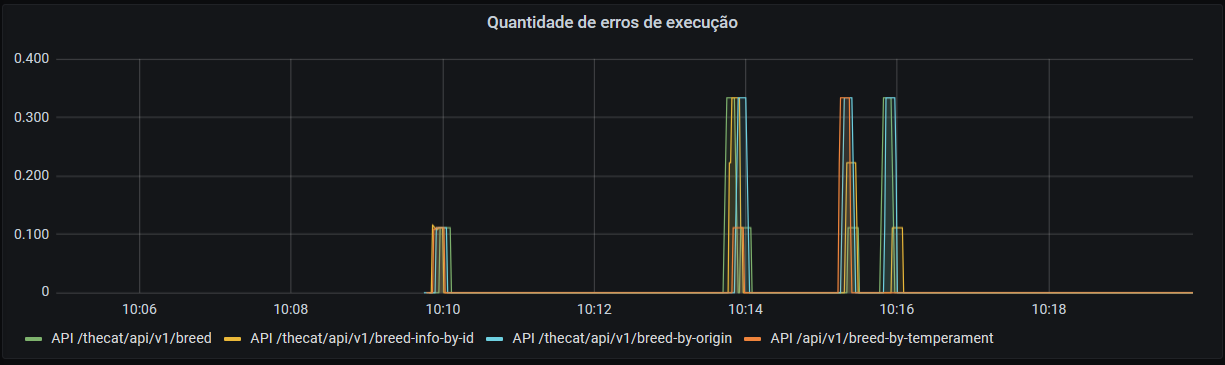 Quantidade de erros de execução
0.400
0.300
0.200
0.100
0
10:06 10:08 10:10 10:12 10:14 10:16 10:18
API /thecat/api/v1/breed API /thecat/api/v1/breed-info-by-id API /thecat/api/v1/breed-by-origin API /api/v1/breed-by-temperament